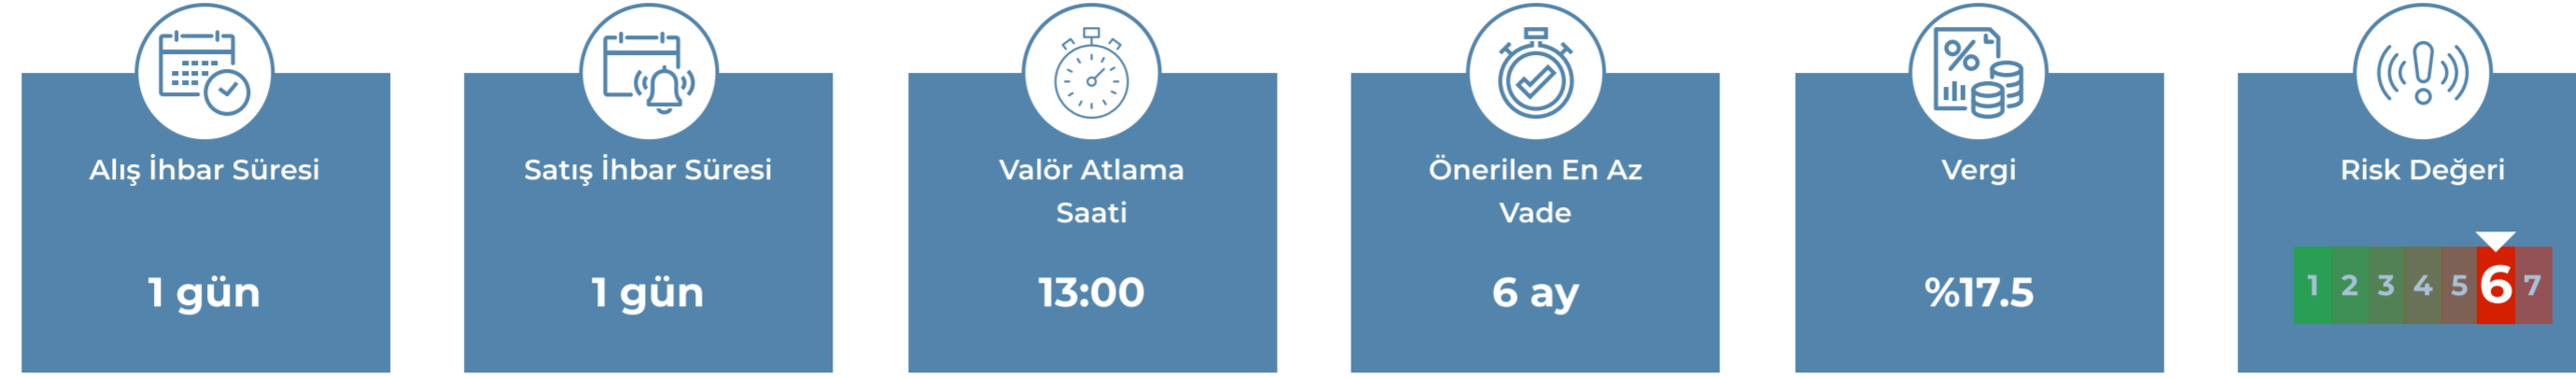 Alış İhbar Süresi
1 gün
Satış İhbar Süresi
1 gün
Valör Atlama
Saati
13:00
Önerilen En Az
Vade
6 ay
%
Vergi
%17.5
Risk Değeri
1 2 3 4 5 6 7